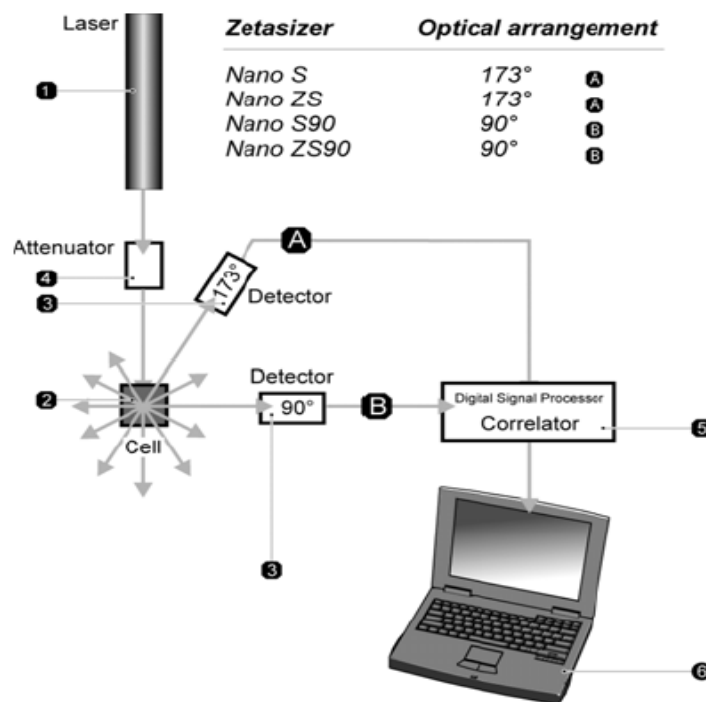 Laser
Zetasizer Optical arrangement
Nano S 173° A
Nano ZS 173° A
Nano S90 90° B
Nano ZS90 90° B
1
Attenuator
4
A
173°
3
Detector
Detector
2
90°
B
Digital Signal Processor
Correlator
5
Cell
3
6